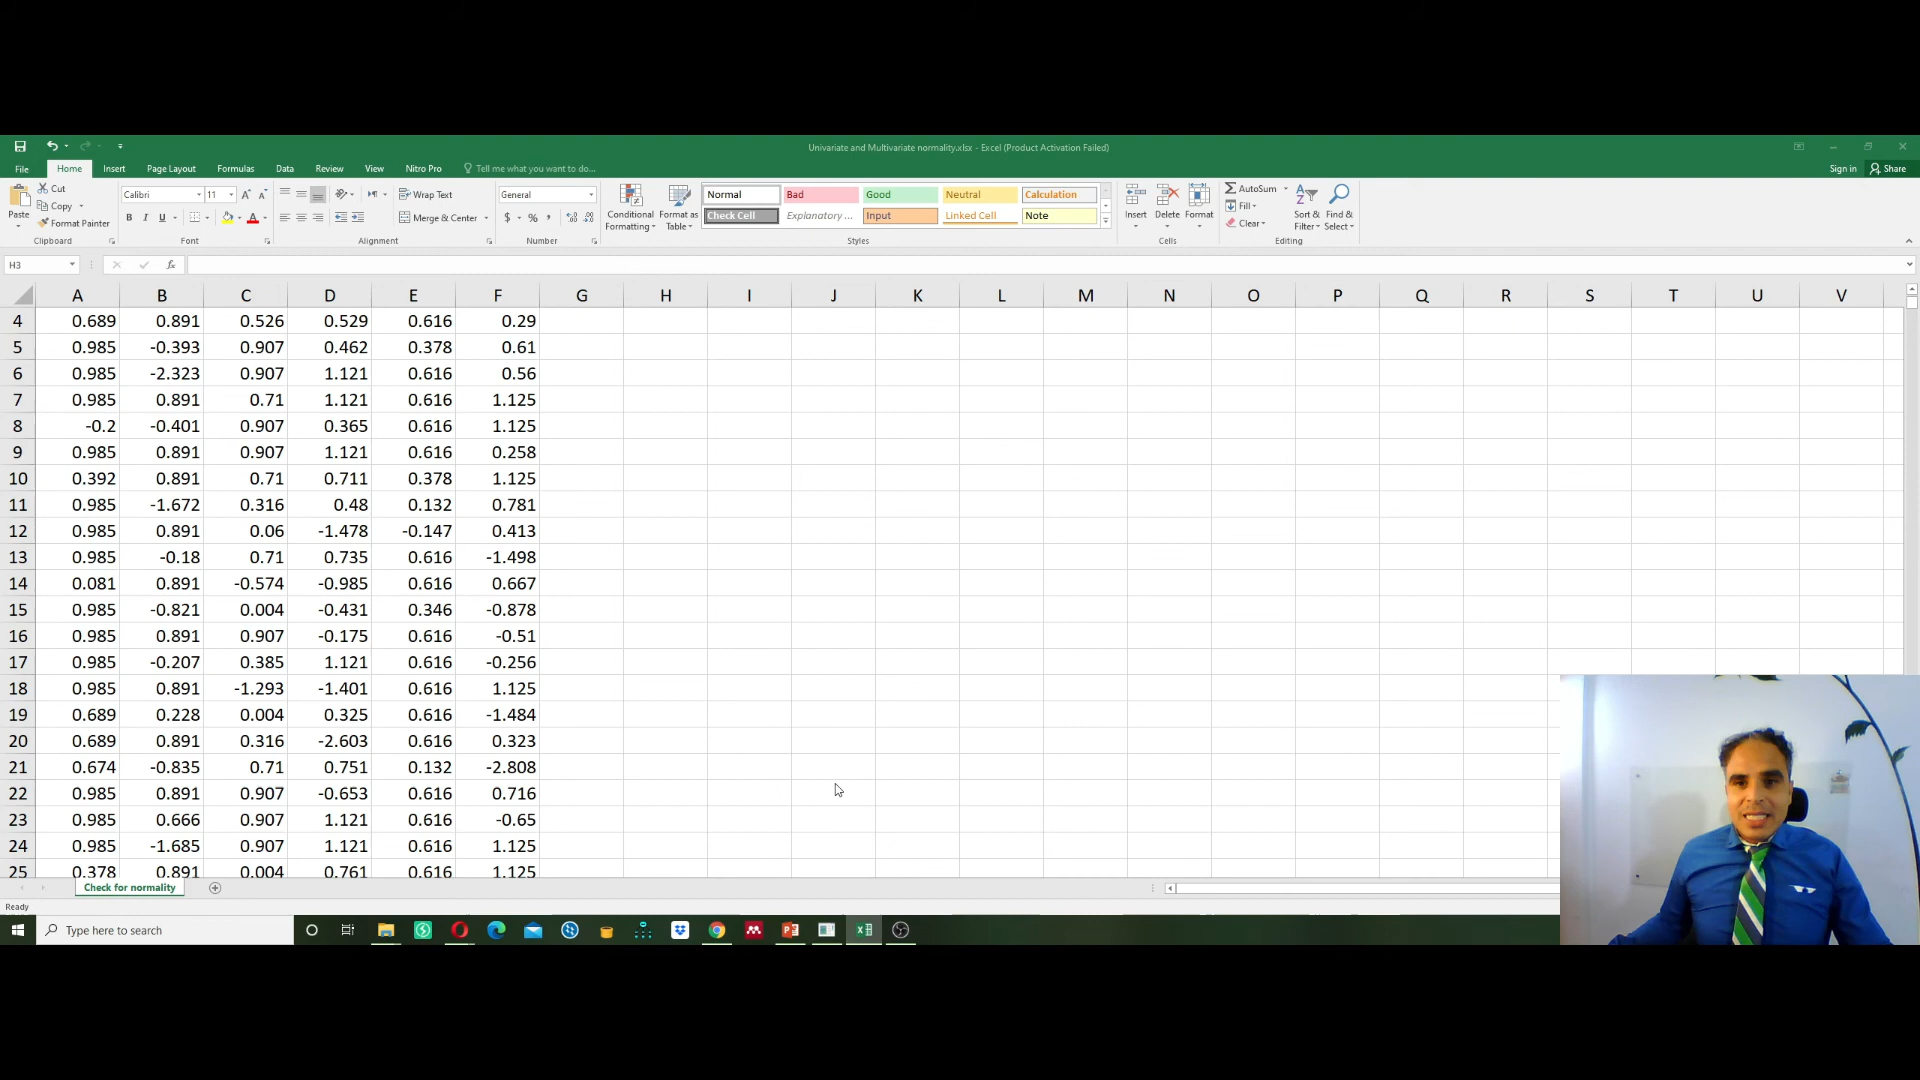 Univariate and Multivariate normality.xlsx - Excel (Product Activation Failed)
File Home Insert Page Layout Formulas Data Review View Nitro Pro Tell me what you want to do... Sign in Share
Paste Cut Copy Format Painter Clipboard
Calibri 11 B I U A A A Font
Wrap Text Merge & Center Alignment
General $ % , Number
Conditional Formatting Format as Table
Normal Bad Good Neutral Calculation
Check Cell Explanatory ... Input Linked Cell Note
Styles
Insert Delete Format Cells
AutoSum Fill Clear Sort & Filter Find & Select Editing
H3 fx
A B C D E F G H I J K L M N O P Q R S T U V
4 0.689 0.891 0.526 0.529 0.616 0.29
5 0.985 -0.393 0.907 0.462 0.378 0.61
6 0.985 -2.323 0.907 1.121 0.616 0.56
7 0.985 0.891 0.71 1.121 0.616 1.125
8 -0.2 -0.401 0.907 0.365 0.616 1.125
9 0.985 0.891 0.907 1.121 0.616 0.258
10 0.392 0.891 0.71 0.711 0.378 1.125
11 0.985 -1.672 0.316 0.48 0.132 0.781
12 0.985 0.891 0.06 -1.478 -0.147 0.413
13 0.985 -0.18 0.71 0.735 0.616 -1.498
14 0.081 0.891 -0.574 -0.985 0.616 0.667
15 0.985 -0.821 0.004 -0.431 0.346 -0.878
16 0.985 0.891 0.907 -0.175 0.616 -0.51
17 0.985 -0.207 0.385 1.121 0.616 -0.256
18 0.985 0.891 -1.293 -1.401 0.616 1.125
19 0.689 0.228 0.004 0.325 0.616 -1.484
20 0.689 0.891 0.316 -2.603 0.616 0.323
21 0.674 -0.835 0.71 0.751 0.132 -2.808
22 0.985 0.891 0.907 -0.653 0.616 0.716
23 0.985 0.666 0.907 1.121 0.616 -0.65
24 0.985 -1.685 0.907 1.121 0.616 1.125
25 0.378 0.891 0.004 0.761 0.616 1.125
Check for normality
Ready
Type here to search